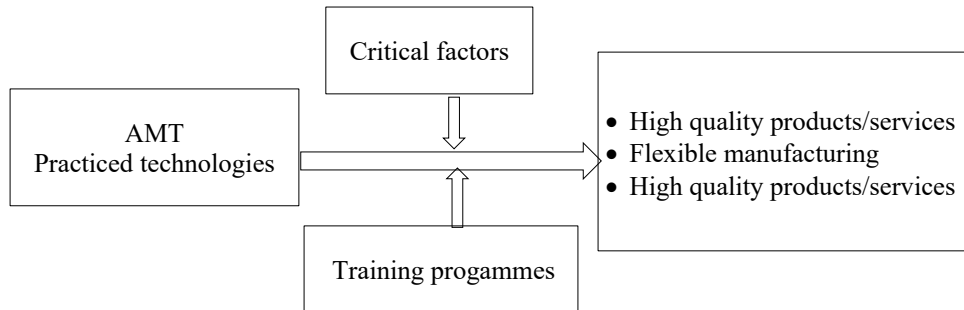 Critical factors
AMT
Practiced technologies
• High quality products/services
• Flexible manufacturing
• High quality products/services
Training progammes